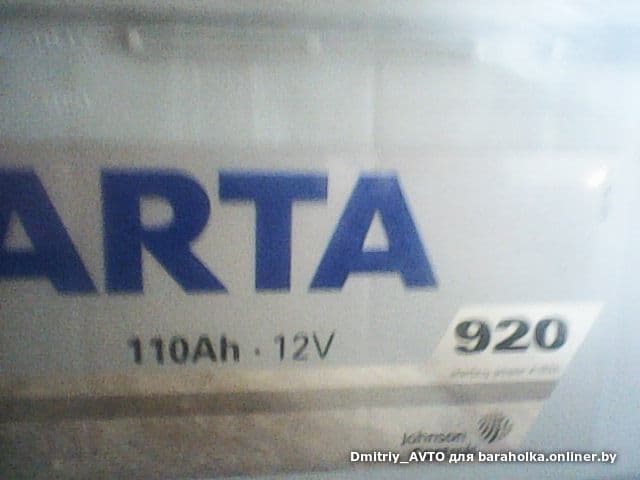 ARTA
110Ah · 12V
920
Johnson
Dmitriy_AVTO для baraholka.onliner.by